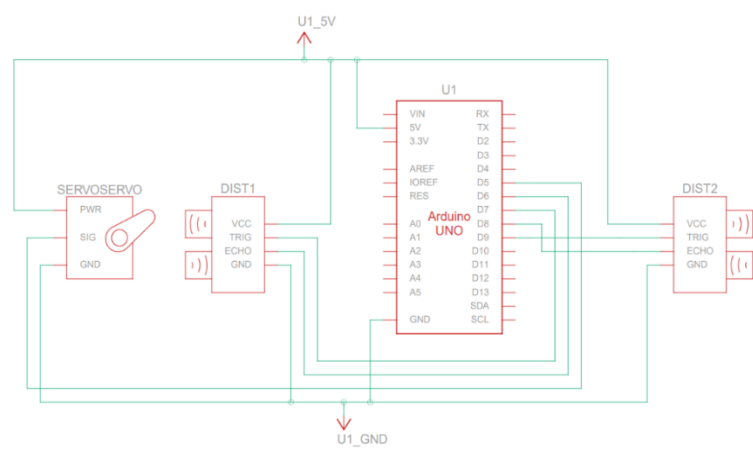 U1_5V
U1
VIN
5V
3.3V
AREF
IOREF
RES
A0
A1
A2
A3
A4
A5
GND
Arduino
UNO
RX
TX
D2
D3
D4
D5
D6
D7
D8
D9
D10
D11
D12
D13
SDA
SCL
SERVOSERVO
PWR
SIG
GND
DIST1
VCC
TRIG
ECHO
GND
DIST2
VCC
TRIG
ECHO
GND
U1_GND